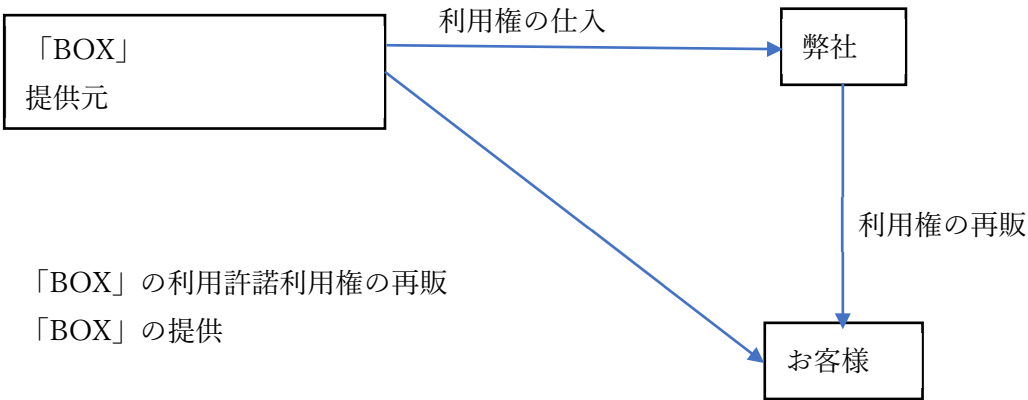 利用権の仕入
「BOX」
提供元
弊社
利用権の再販
「BOX」の利用許諾利用権の再販
「BOX」の提供
お客様